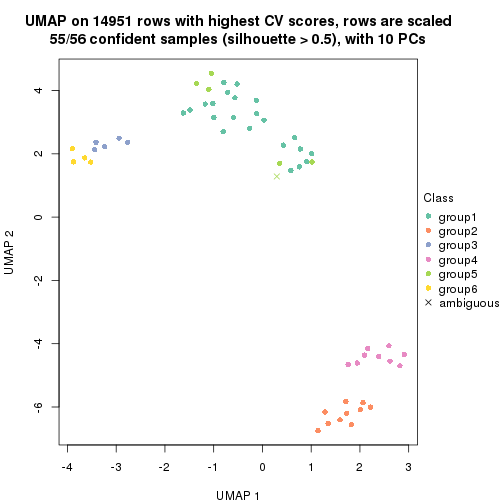 UMAP on 14951 rows with highest CV scores, rows are scaled
55/56 confident samples (silhouette > 0.5), with 10 PCs
4
2
0
-2
-4
-6
UMAP 2
-4 -3 -2 -1 0 1 2 3
UMAP 1
Class
group1
group2
group3
group4
group5
group6
ambiguous